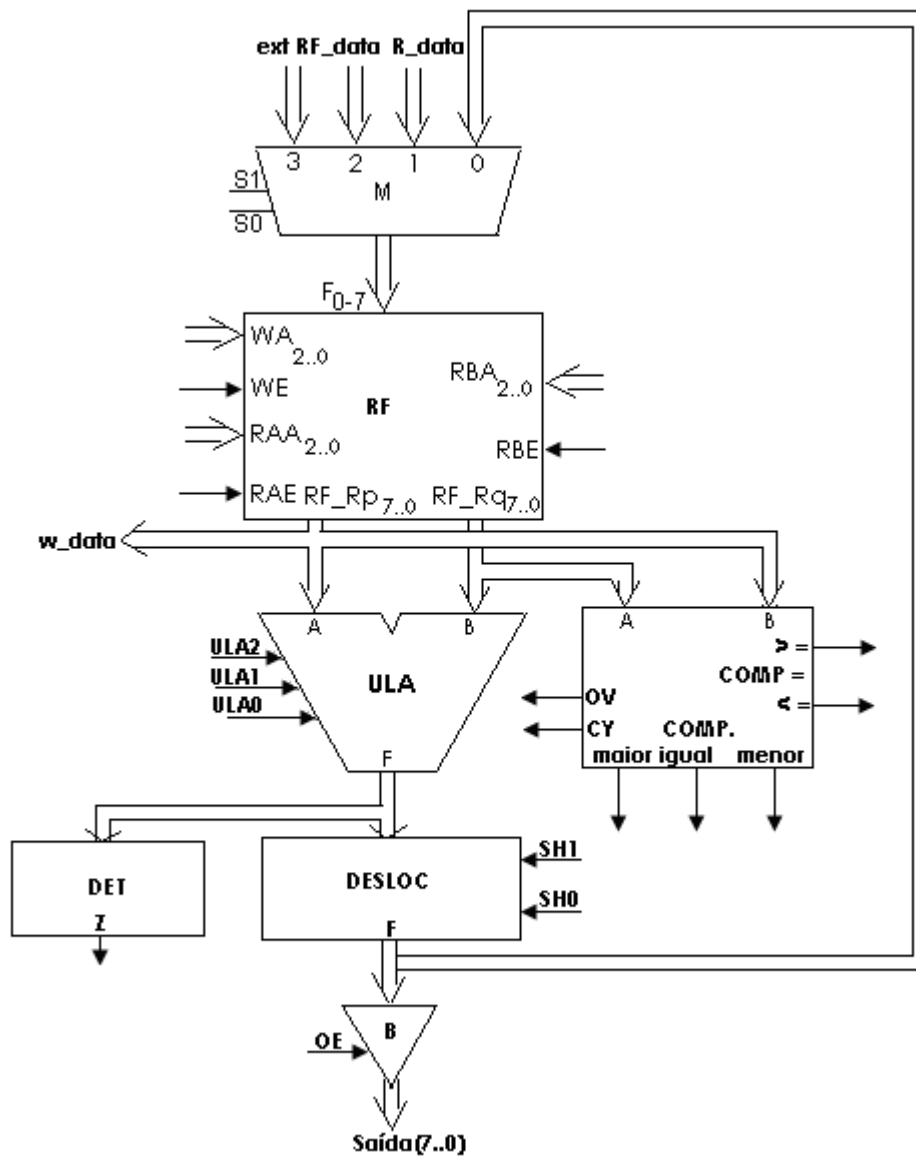 ext RF_data R_data
3 2 1 0
S1
M
S0
F0-7
WA2..0
RBA2..0
WE
RF
RAA2..0
RBE
RAE RF_Rp7..0 RF_Rq7..0
w_data
A B
A B
> =
ULA2
ULA1
ULA0
ULA
COMP =
OV
< =
CY
COMP.
F
maior igual menor
DET
Z
DESLOC
SH1
SH0
F
B
OE
Saída(7..0)